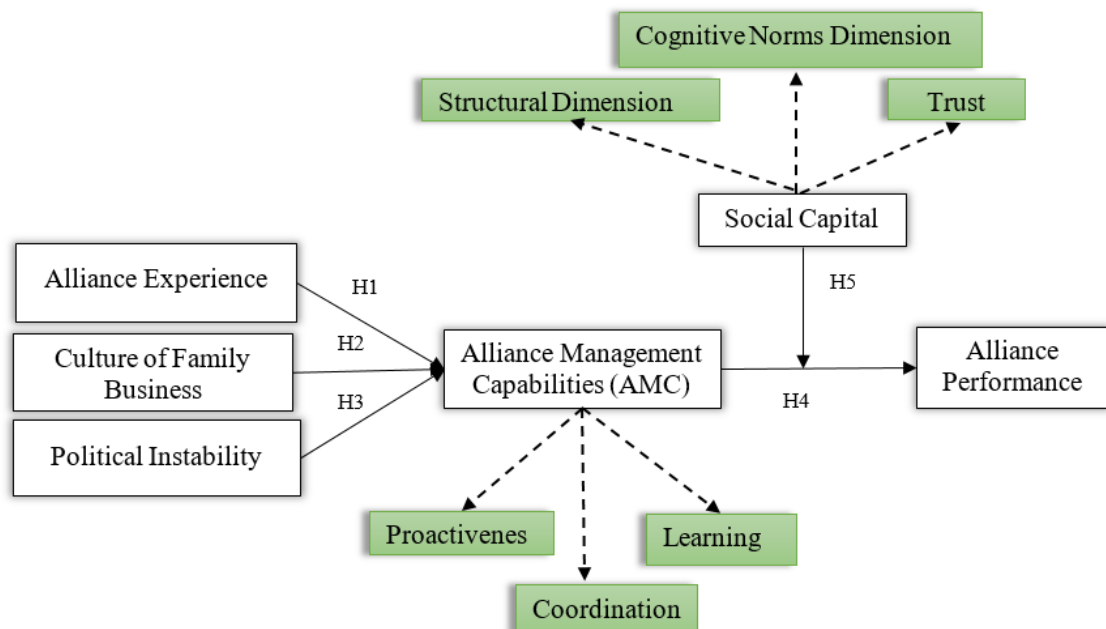 Cognitive Norms Dimension
Structural Dimension
Trust
Social Capital
Alliance Experience
H1
H5
Culture of Family
Business
H2
Alliance Management
Capabilities (AMC)
Alliance
Performance
H3
H4
Political Instability
Proactivenes
Learning
Coordination